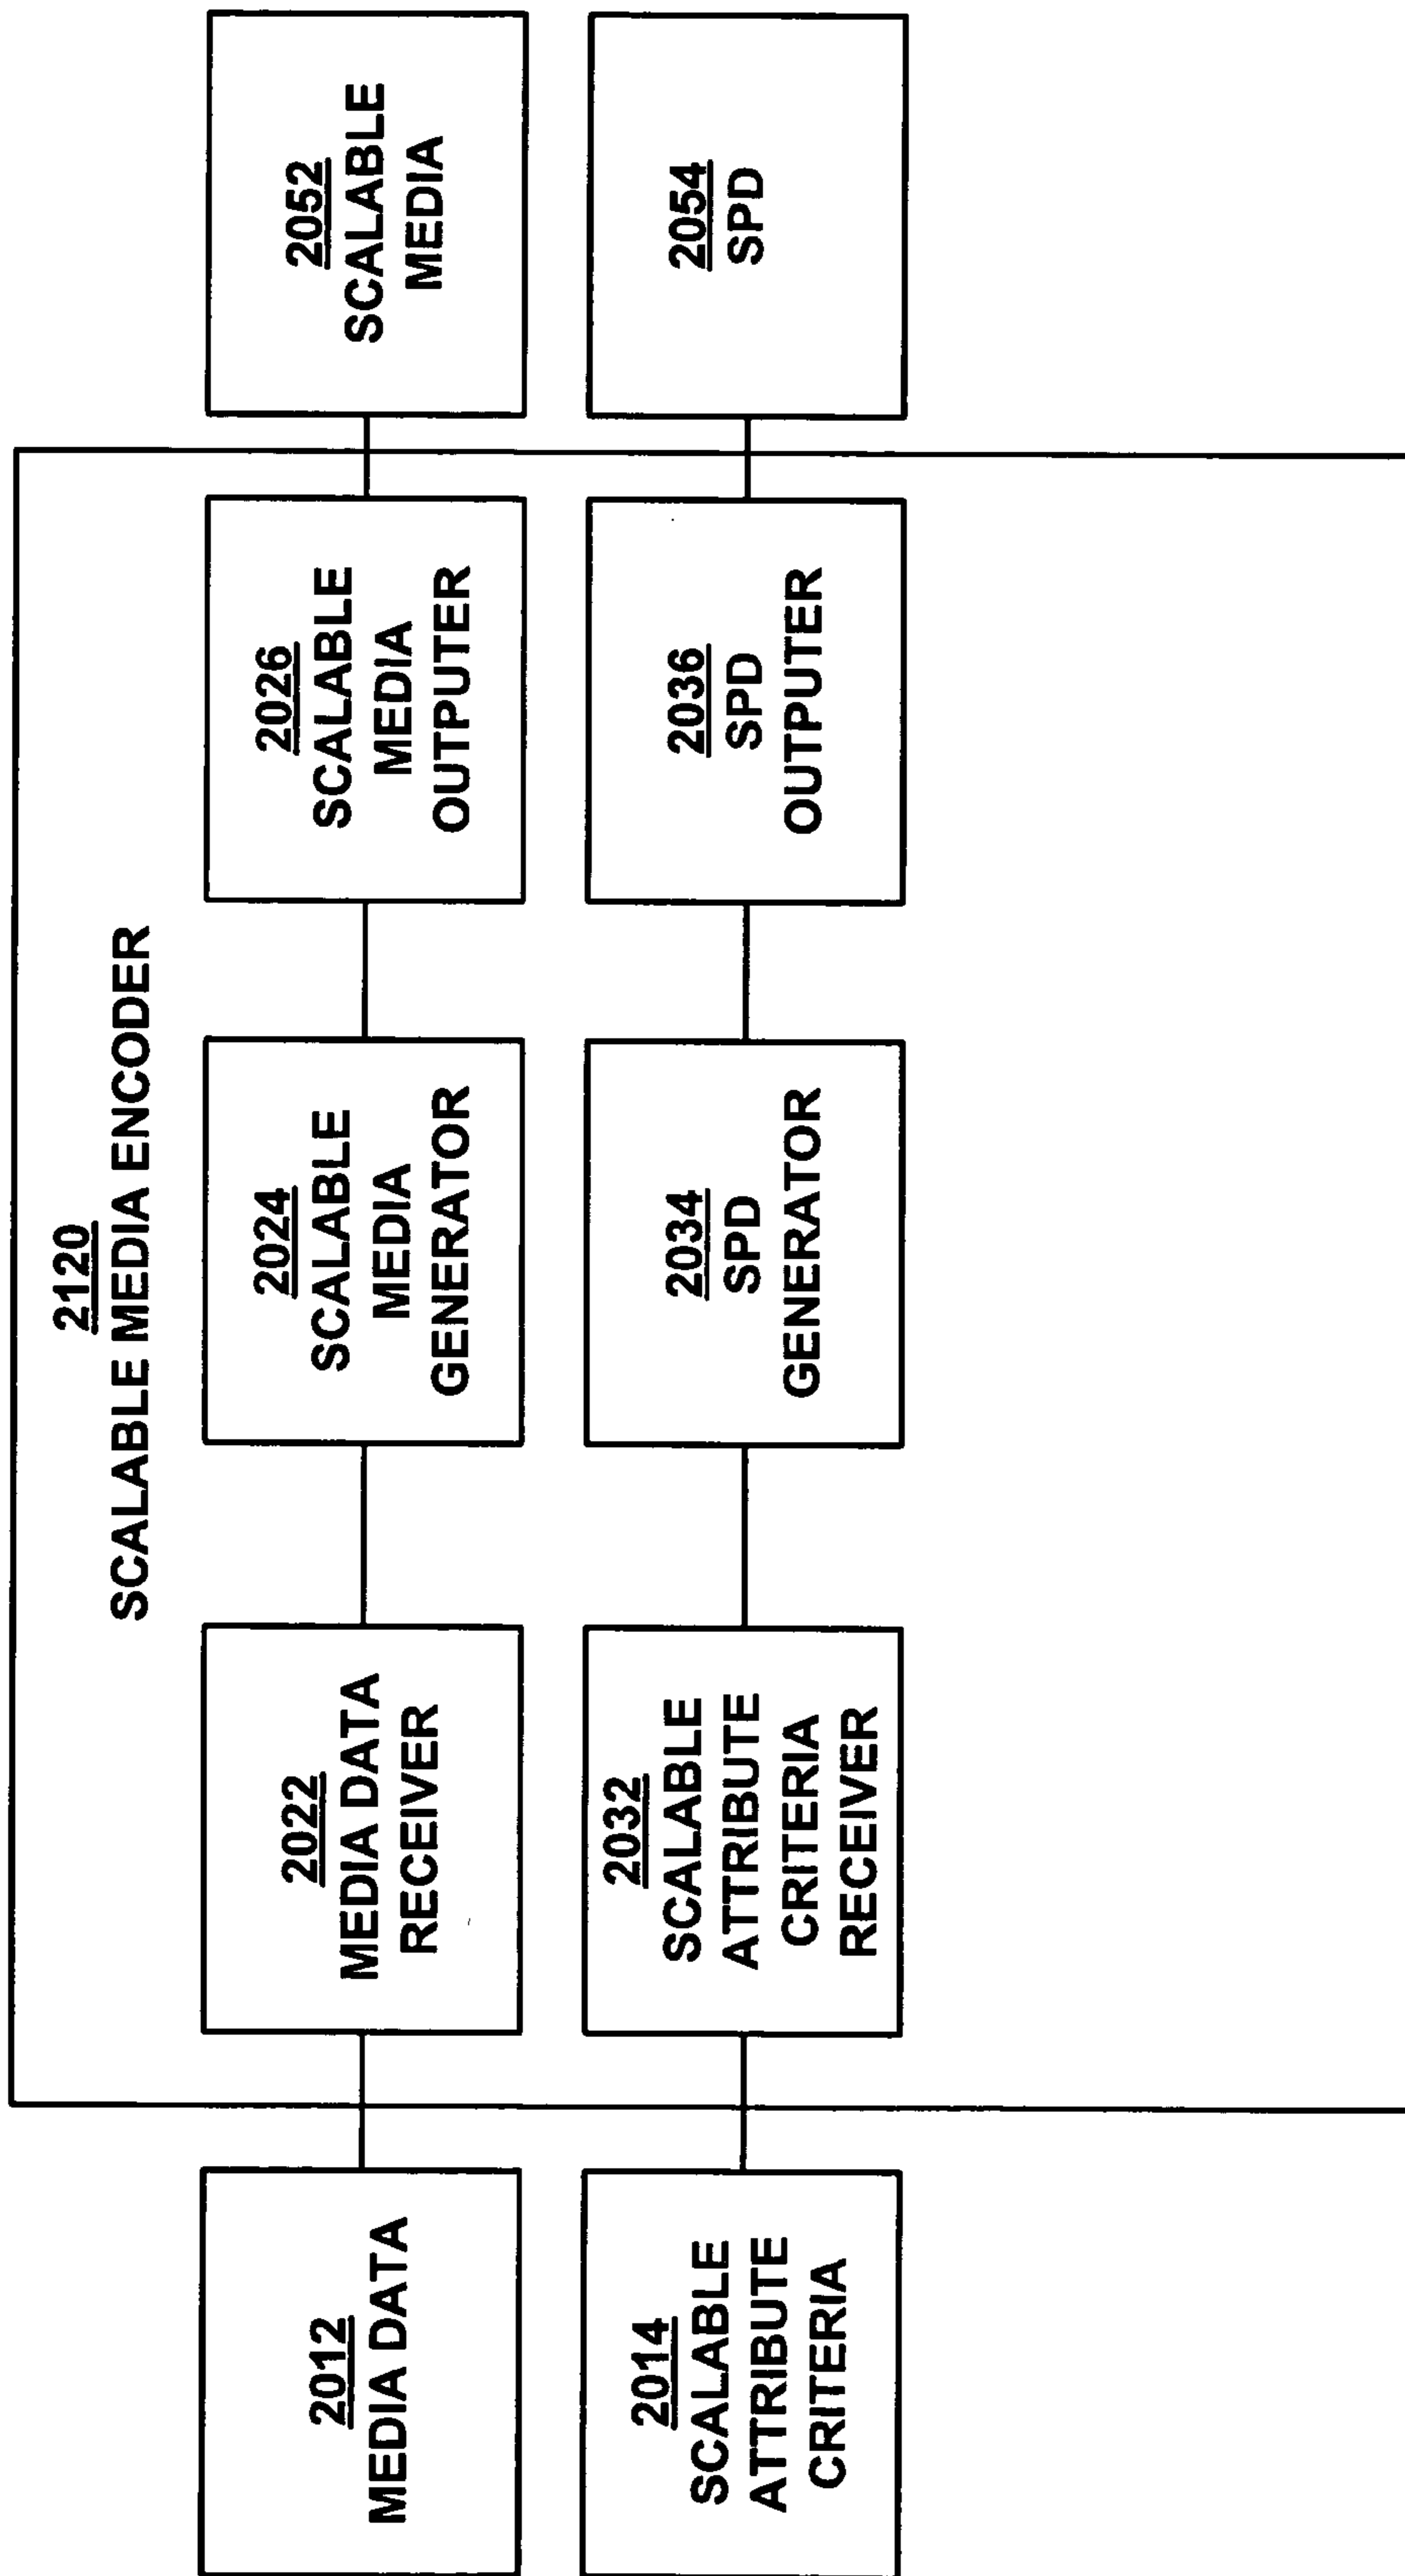 2120
SCALABLE MEDIA ENCODER
2012
MEDIA DATA
2022
MEDIA DATA
RECEIVER
2024
SCALABLE
MEDIA
GENERATOR
2026
SCALABLE
MEDIA
OUTPUTER
2052
SCALABLE
MEDIA
2014
SCALABLE
ATTRIBUTE
CRITERIA
2032
SCALABLE
ATTRIBUTE
CRITERIA
RECEIVER
2034
SPD
GENERATOR
2036
SPD
OUTPUTER
2054
SPD